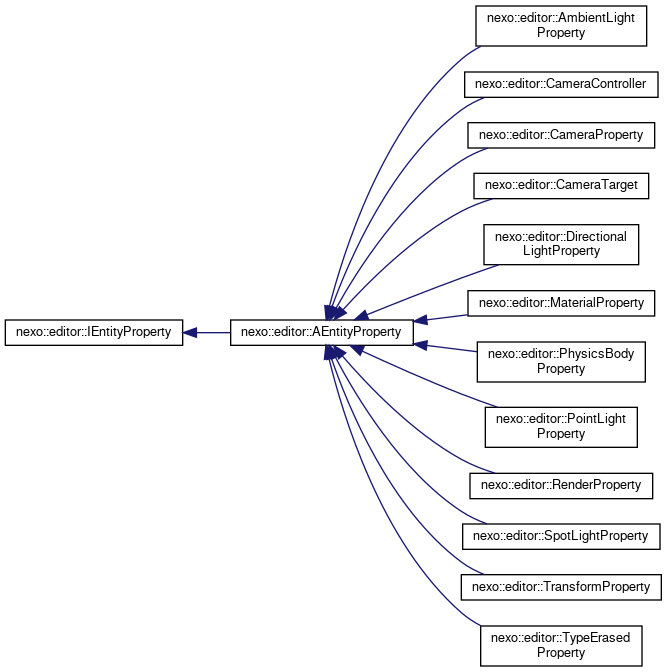 nexo::editor::AmbientLight
Property
nexo::editor::CameraController
nexo::editor::CameraProperty
nexo::editor::CameraTarget
nexo::editor::Directional
LightProperty
nexo::editor::MaterialProperty
nexo::editor::IEntityProperty
nexo::editor::AEntityProperty
nexo::editor::PhysicsBody
Property
nexo::editor::PointLight
Property
nexo::editor::RenderProperty
nexo::editor::SpotLightProperty
nexo::editor::TransformProperty
nexo::editor::TypeErased
Property